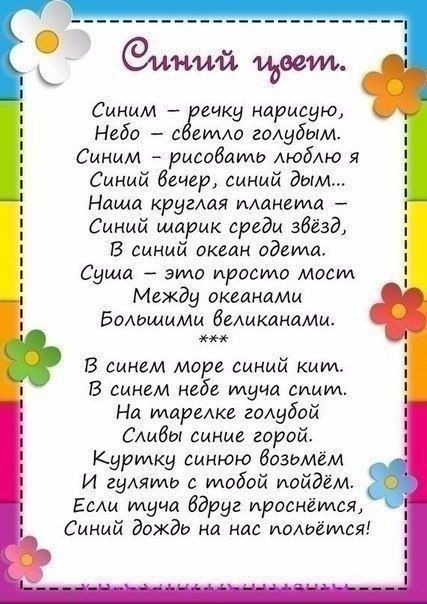 Синий цвет.
Синим – речку нарисую,
Небо – светло голубым.
Синим - рисовать люблю я
Синий вечер, синий дым...
Наша круглая планета –
Синий шарик среди звёзд,
В синий океан одета.
Суша – это просто мост
Между океанами
Большими великанами.
***
В синем море синий кит.
В синем небе туча спит.
На тарелке голубой
Сливы синие горой.
Куртку синюю возьмём
И гулять с тобой пойдём.
Если туча вдруг проснётся,
Синий дождь на нас польётся!